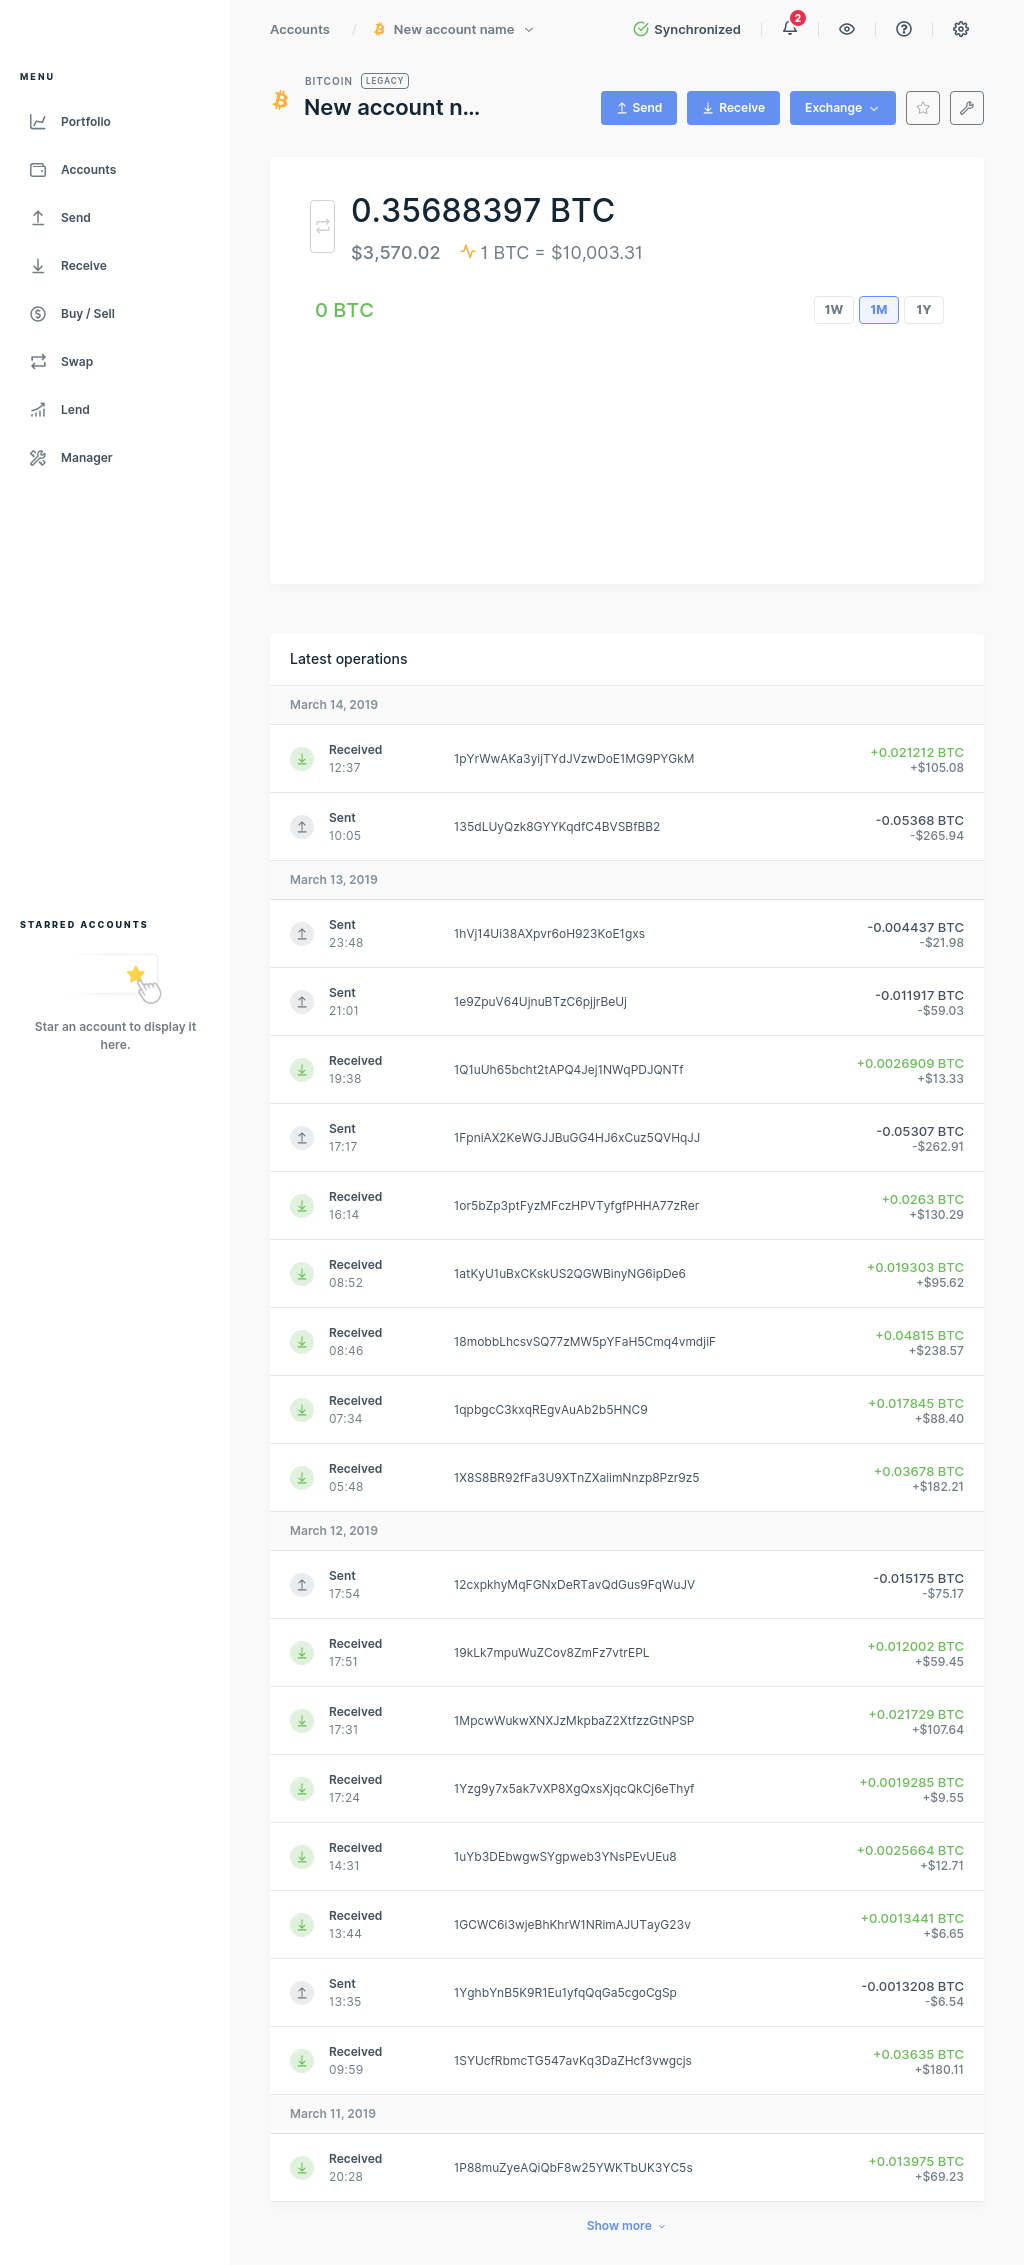 MENU
Portfolio
Accounts
Send
Receive
Buy / Sell
Swap
Lend
Manager
STARRED ACCOUNTS
Star an account to display it
here.
Accounts / New account name
Synchronized
2
BITCOIN LEGACY
New account n...
Send
Receive
Exchange
0.35688397 BTC
$3,570.02 1 BTC = $10,003.31
0 BTC
1W 1M 1Y
Latest operations
March 14, 2019
Received
12:37
1pYrWwAKa3yijTYdJVzwDoE1MG9PYGkM
+0.021212 BTC
+$105.08
Sent
10:05
135dLUyQzk8GYYKqdfC4BVSBfBB2
-0.05368 BTC
-$265.94
March 13, 2019
Sent
23:48
1hVj14Ui38AXpvr6oH923KoE1gxs
-0.004437 BTC
-$21.98
Sent
21:01
1e9ZpuV64UjnuBTzC6pjjrBeUj
-0.011917 BTC
-$59.03
Received
19:38
1Q1uUh65bcht2tAPQ4Jej1NWqPDJQNTf
+0.0026909 BTC
+$13.33
Sent
17:17
1FpniAX2KeWGJJBuGG4HJ6xCuz5QVHqJJ
-0.05307 BTC
-$262.91
Received
16:14
1or5bZp3ptFyzMFczHPVTyfgfPHHA77zRer
+0.0263 BTC
+$130.29
Received
08:52
1atKyU1uBxCKskUS2QGWBinyNG6ipDe6
+0.019303 BTC
+$95.62
Received
08:46
18mobbLhcsvSQ77zMW5pYFaH5Cmq4vmdjiF
+0.04815 BTC
+$238.57
Received
07:34
1qpbgcC3kxqREgvAuAb2b5HNC9
+0.017845 BTC
+$88.40
Received
05:48
1X8S8BR92fFa3U9XTnZXaiimNnzp8Pzr9z5
+0.03678 BTC
+$182.21
March 12, 2019
Sent
17:54
12cxpkhyMqFGNxDeRTavQdGus9FqWuJV
-0.015175 BTC
-$75.17
Received
17:51
19kLk7mpuWuZCov8ZmFz7vtrEPL
+0.012002 BTC
+$59.45
Received
17:31
1MpcwWukwXNXJzMkpbaZ2XtfzzGtNPSP
+0.021729 BTC
+$107.64
Received
17:24
1Yzg9y7x5ak7vXP8XgQxsXjqcQkCj6eThyf
+0.0019285 BTC
+$9.55
Received
14:31
1uYb3DEbwgwSYgpweb3YNsPEvUEu8
+0.0025664 BTC
+$12.71
Received
13:44
1GCWC6i3wjeBhKhrW1NRimAJUTayG23v
+0.0013441 BTC
+$6.65
Sent
13:35
1YghbYnB5K9R1Eu1yfqQqGa5cgoCgSp
-0.0013208 BTC
-$6.54
Received
09:59
1SYUcfRbmcTG547avKq3DaZHcf3vwgcjs
+0.03635 BTC
+$180.11
March 11, 2019
Received
20:28
1P88muZyeAQiQbF8w25YWKTbUK3YC5s
+0.013975 BTC
+$69.23
Show more